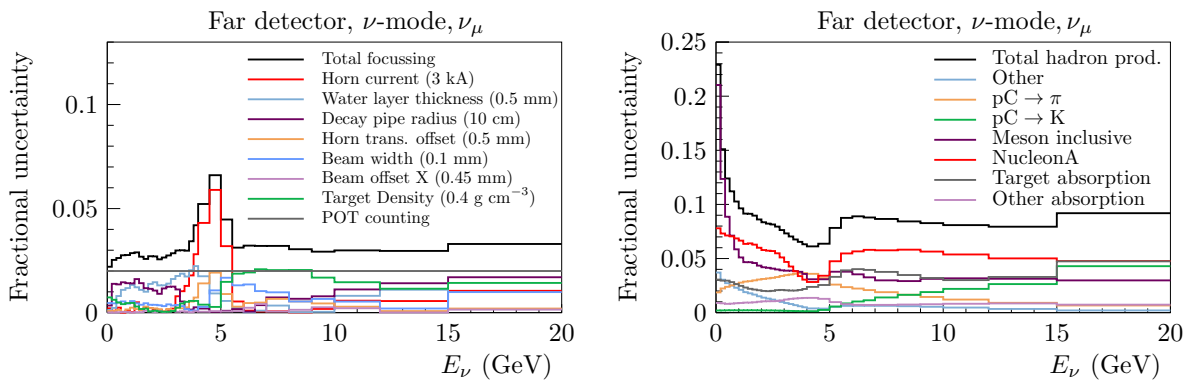 Far detector, ν-mode, ν_μ
Fractional uncertainty
0.1
0.05
0
Total focussing
Horn current (3 kA)
Water layer thickness (0.5 mm)
Decay pipe radius (10 cm)
Horn trans. offset (0.5 mm)
Beam width (0.1 mm)
Beam offset X (0.45 mm)
Target Density (0.4 g cm⁻³)
POT counting
0 5 10 15 20
E_ν (GeV)
Far detector, ν-mode, ν_μ
Fractional uncertainty
0.25
0.2
0.15
0.1
0.05
0
Total hadron prod.
Other
pC → π
pC → K
Meson inclusive
NucleonA
Target absorption
Other absorption
0 5 10 15 20
E_ν (GeV)